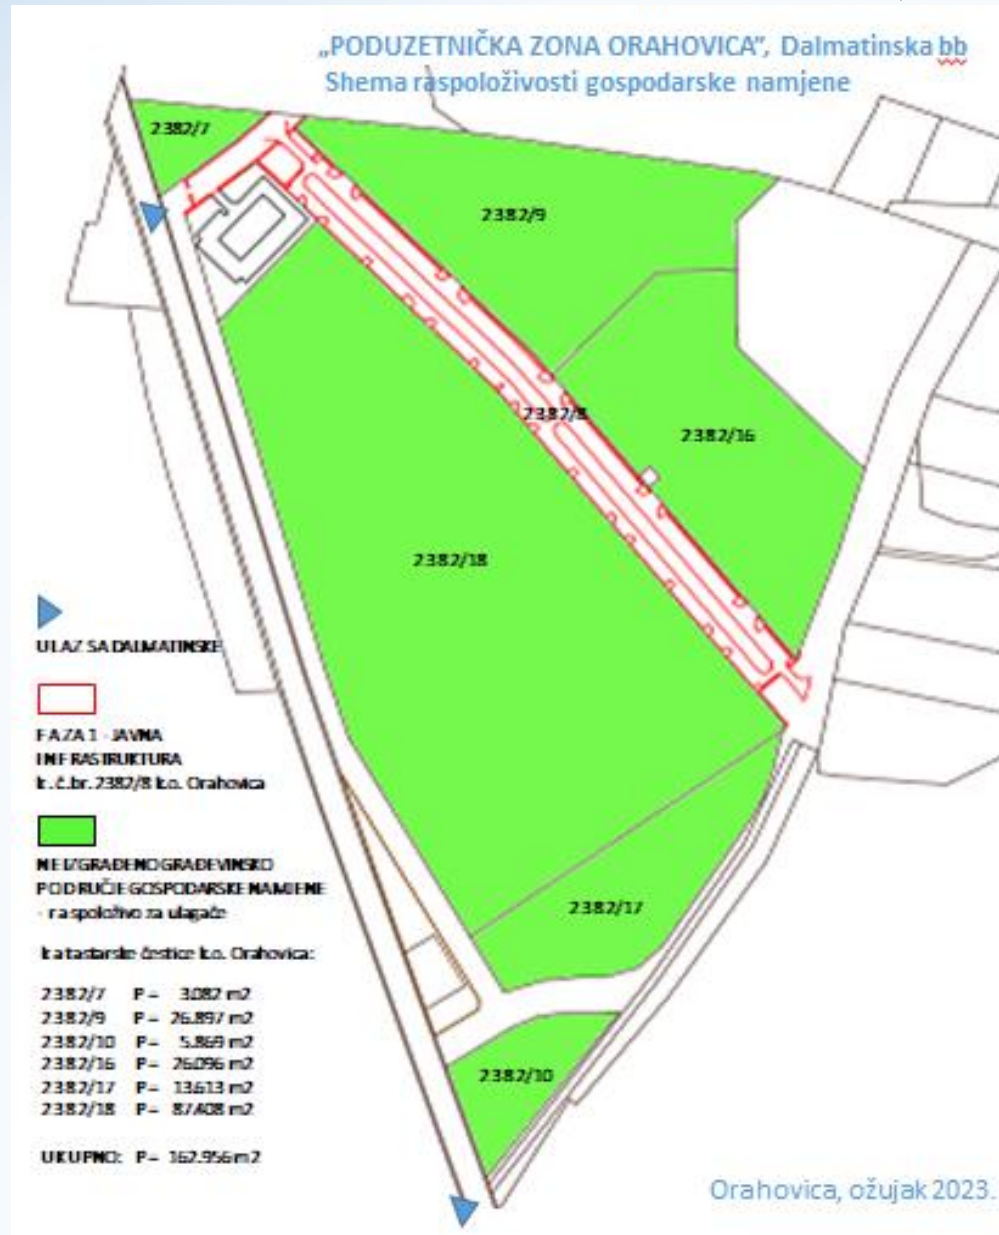 „PODUZETNIČKA ZONA ORAHOVICA”, Dalmatinska bb
Shema raspoloživosti gospodarske namjene
2382/7
2382/9
2382/8
2382/16
2382/18
2382/17
2382/10
ULAZ SA DALMATINSKE
FAZA 1 - JAVNA
INFRASTRUKTURA
k.č.br. 2382/8 k.o. Orahovica
NEIZGRAĐENO GRAĐEVINSKO
PODRUČJE GOSPODARSKE NAMJENE
- raspoloživo za ulagače
katastarske čestice k.o. Orahovica:
2382/7 P = 3.082 m2
2382/9 P = 26.897 m2
2382/10 P = 5.869 m2
2382/16 P = 26.096 m2
2382/17 P = 13.613 m2
2382/18 P = 87.408 m2
UKUPNO: P = 162.956 m2
Orahovica, ožujak 2023.